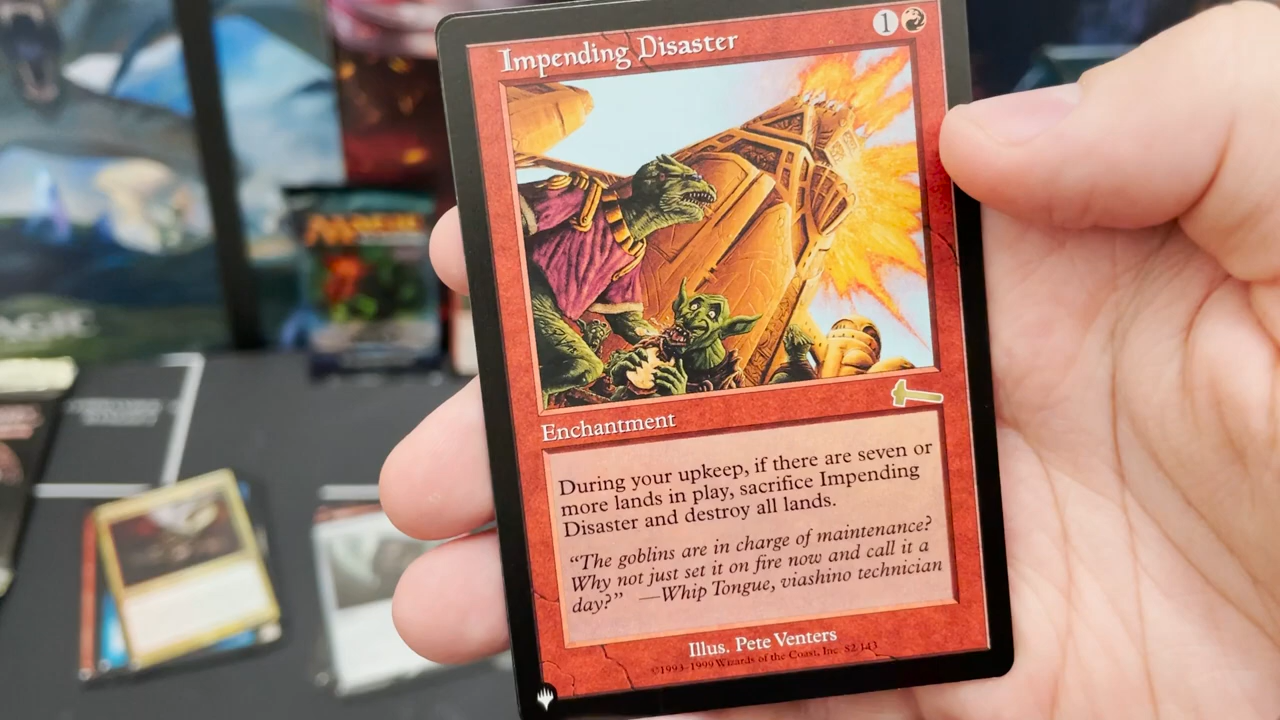 Impending Disaster
1
MAGIC
AGIC
Enchantment
During your upkeep, if there are seven or
more lands in play, sacrifice Impending
Disaster and destroy all lands.
“The goblins are in charge of maintenance?
Why not just set it on fire now and call it a
day?” —Whip Tongue, viashino technician
Illus. Pete Venters
©1993-1999 Wizards of the Coast, Inc. 82/143